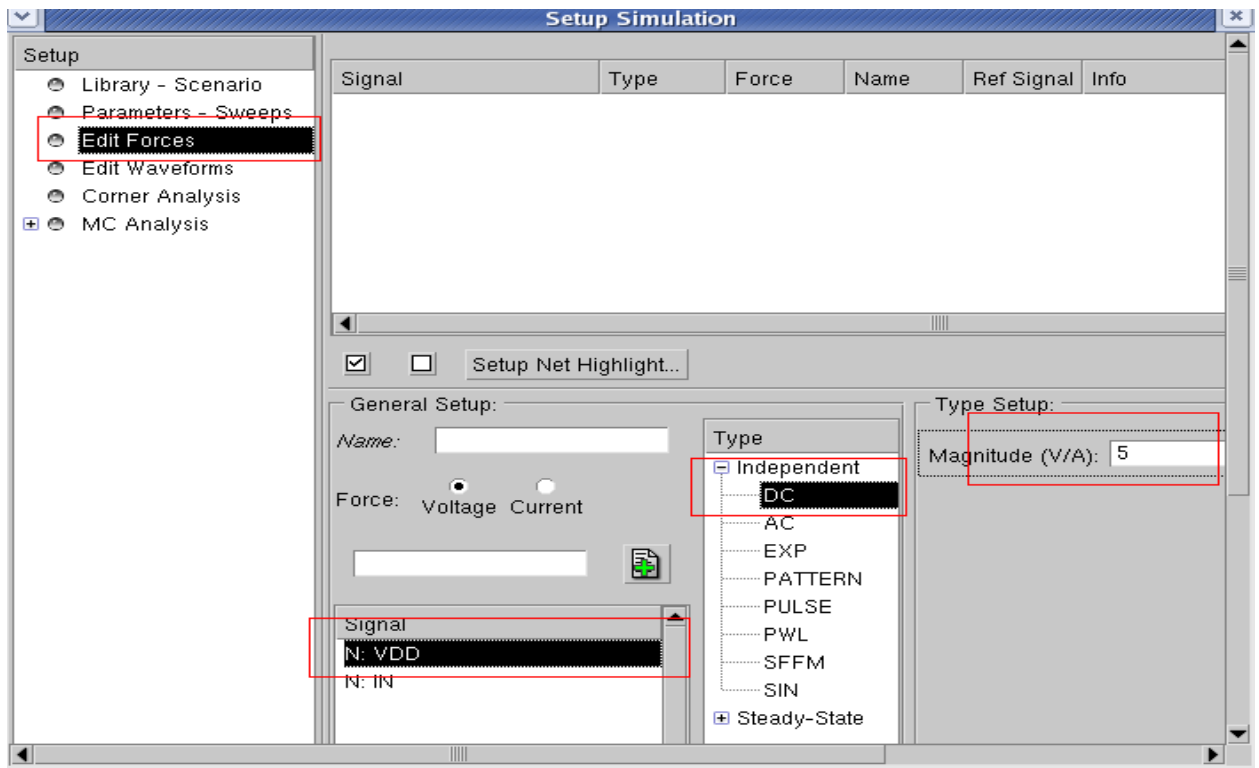 Setup Simulation
Setup
Library - Scenario
Parameters - Sweeps
Edit Forces
Edit Waveforms
Corner Analysis
MC Analysis
Signal Type Force Name Ref Signal Info
Setup Net Highlight...
General Setup:
Name:
Force: Voltage Current
Signal
N: VDD
N: IN
Type
Independent
DC
AC
EXP
PATTERN
PULSE
PWL
SFFM
SIN
Steady-State
Type Setup:
Magnitude (V/A): 5